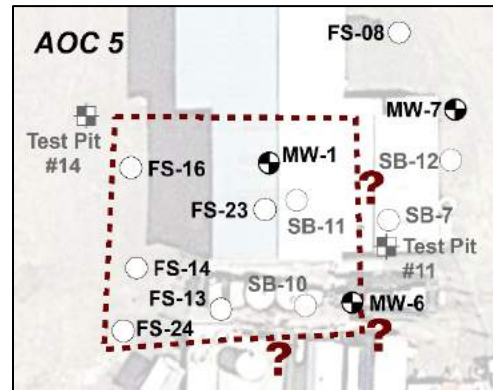 AOC 5
FS-08
MW-7
Test Pit
#14
MW-1
SB-12
FS-16
?
FS-23
SB-11
SB-7
Test Pit
#11
FS-14
SB-10
FS-13
MW-6
FS-24
?
?